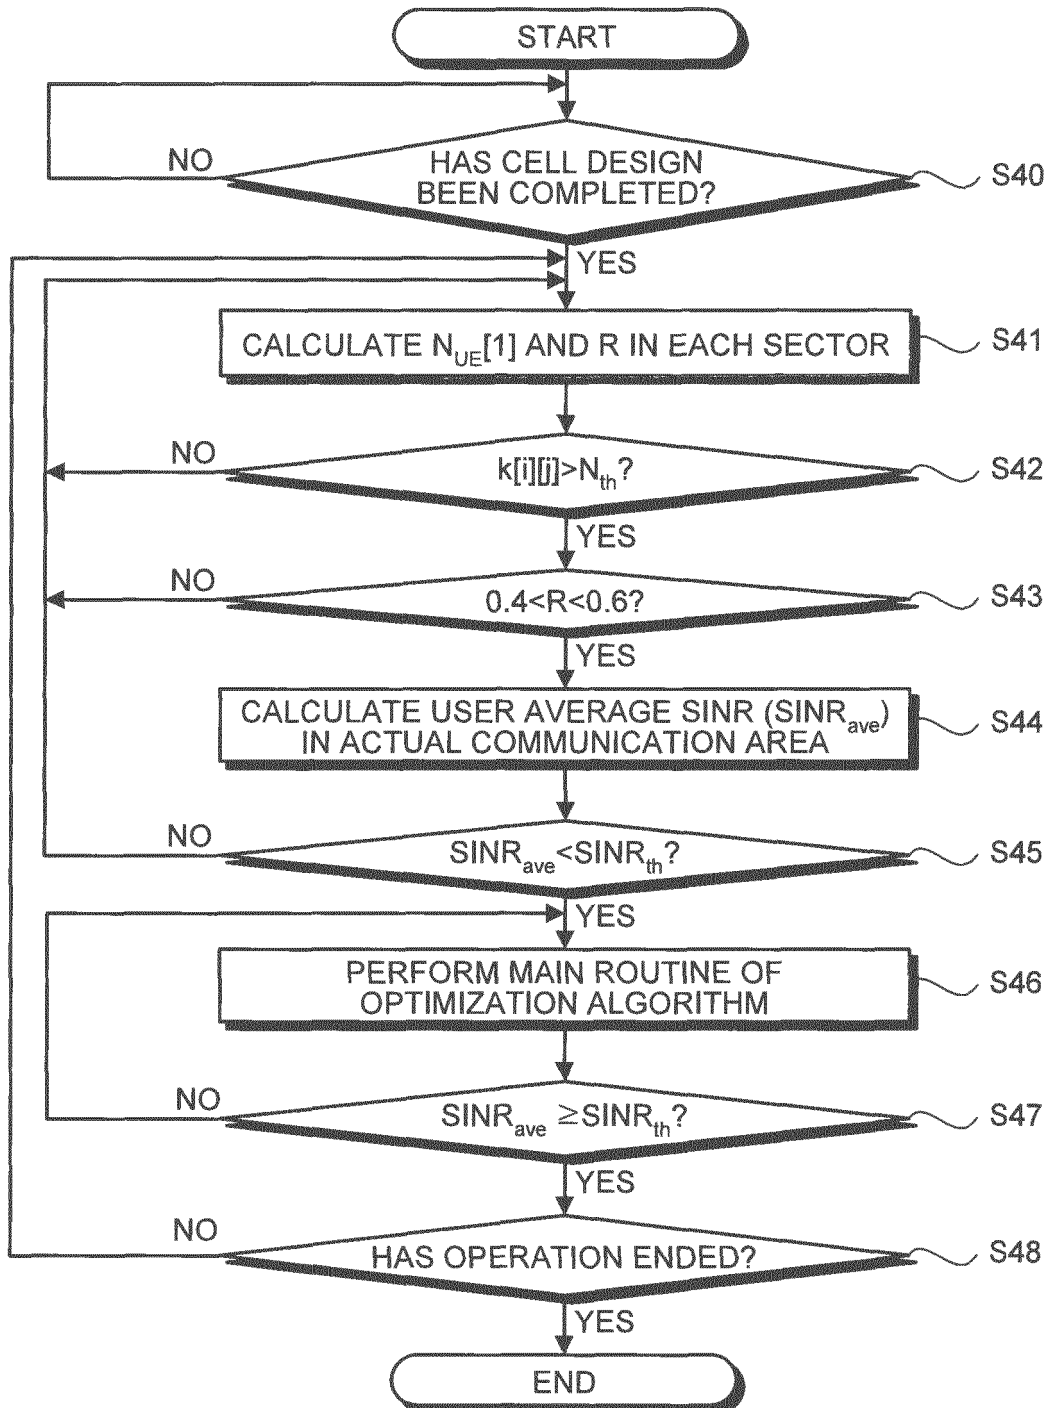 START
NO
HAS CELL DESIGN
BEEN COMPLETED?
S40
YES
CALCULATE N_UE[1] AND R IN EACH SECTOR
S41
NO
k[i][j]>N_th?
S42
YES
NO
0.4<R<0.6?
S43
YES
CALCULATE USER AVERAGE SINR (SINR_ave)
IN ACTUAL COMMUNICATION AREA
S44
NO
SINR_ave<SINR_th?
S45
YES
PERFORM MAIN ROUTINE OF
OPTIMIZATION ALGORITHM
S46
NO
SINR_ave ≧SINR_th?
S47
YES
NO
HAS OPERATION ENDED?
S48
YES
END